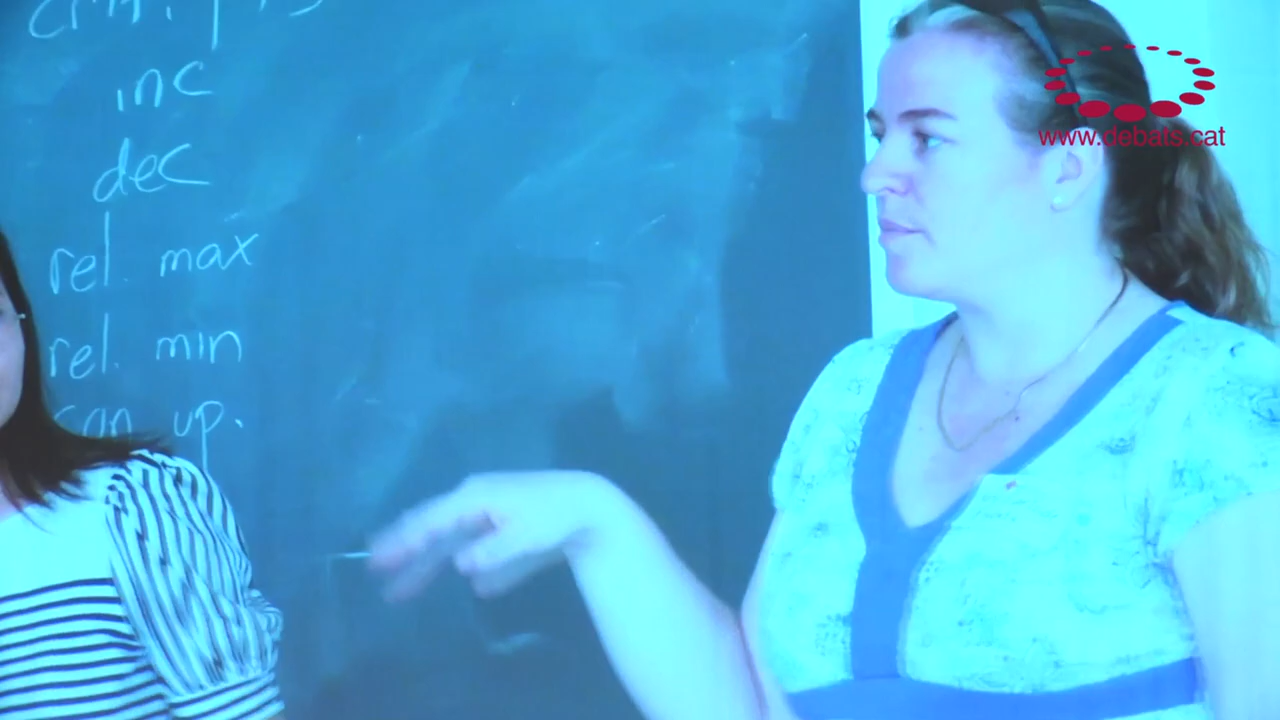 inc
dec
rel. max
rel. min
up.
www.debats.cat